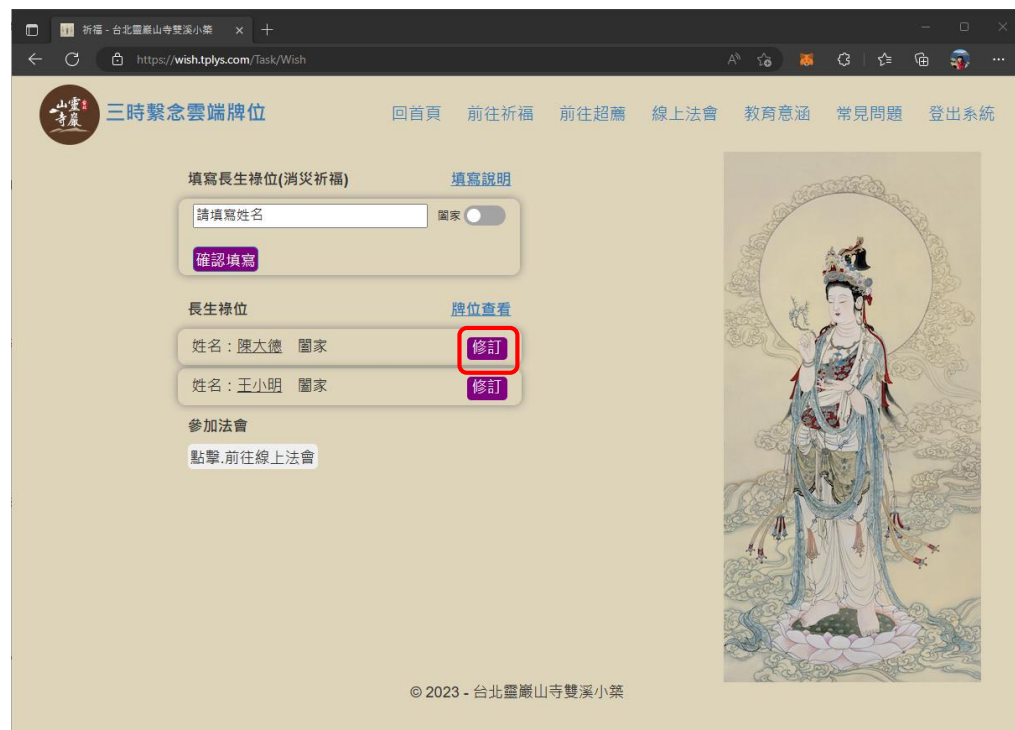 祈福 - 台北靈巖山寺雙溪小築
https://wish.tplys.com/Task/Wish
靈巖山寺
三時繫念雲端牌位
回首頁 前往祈福 前往超薦 線上法會 教育意涵 常見問題 登出系統
填寫長生祿位(消災祈福) 填寫說明
請填寫姓名 闔家
確認填寫
長生祿位 牌位查看
姓名：陳大德 闔家 修訂
姓名：王小明 闔家 修訂
參加法會
點擊.前往線上法會
© 2023 - 台北靈巖山寺雙溪小築